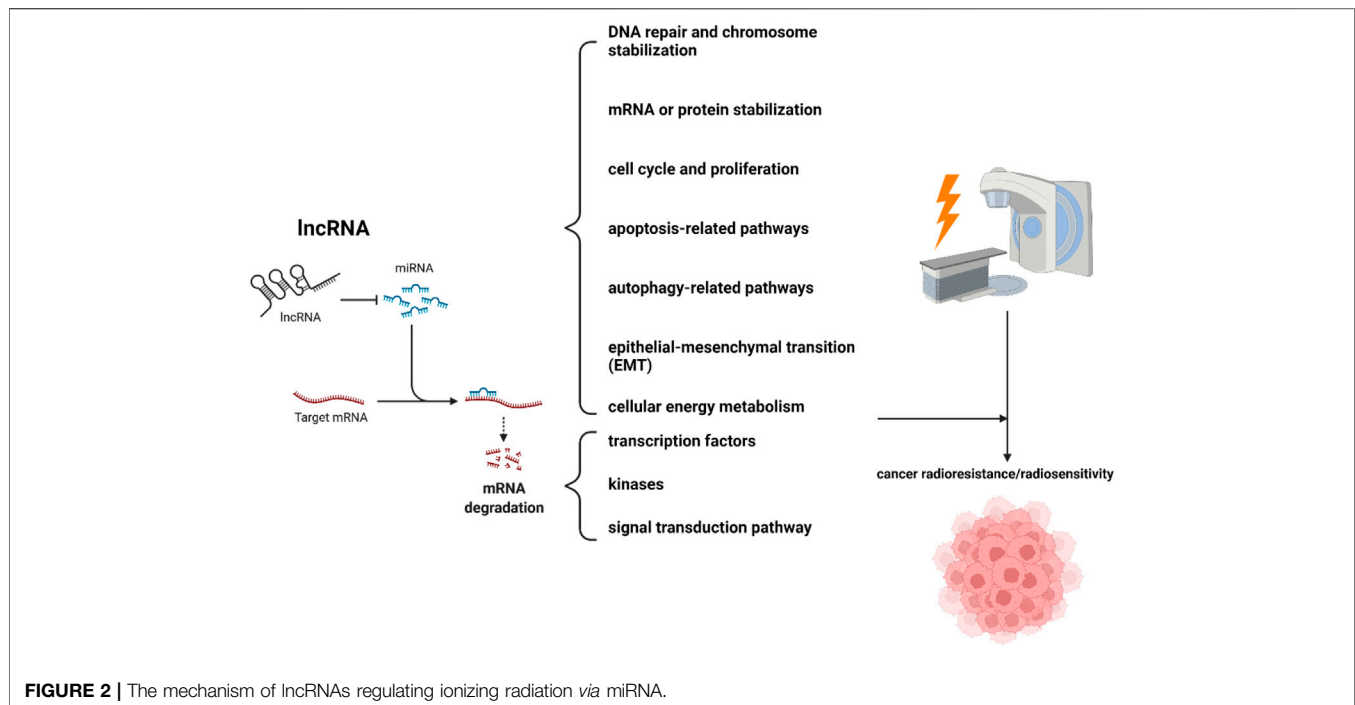 DNA repair and chromosome
stabilization
mRNA or protein stabilization
cell cycle and proliferation
lncRNA
apoptosis-related pathways
miRNA
autophagy-related pathways
lncRNA
epithelial-mesenchymal transition
(EMT)
Target mRNA
cellular energy metabolism
transcription factors
mRNA
degradation
kinases
signal transduction pathway
cancer radioresistance/radiosensitivity
FIGURE 2 | The mechanism of lncRNAs regulating ionizing radiation via miRNA.